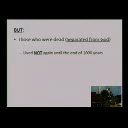 BUT:
• Those who were dead (separated from God)
– Lived NOT again until the end of 1000 years